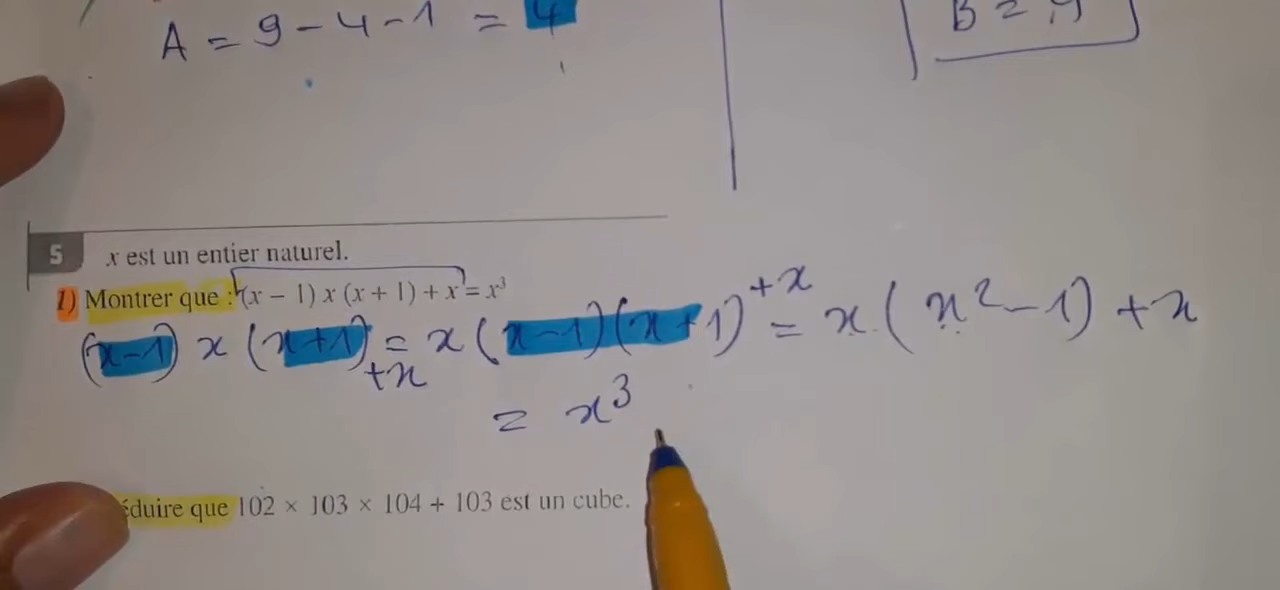 A = 9 - 4 - 1 = 4
B =
5 x est un entier naturel.
1) Montrer que : (x – 1) x (x + 1) + x = x³
(x-1) x (x+1) + x = x (x-1)(x+1) + x = x (x² - 1) + x
= x³
éduire que 102 × 103 × 104 + 103 est un cube.